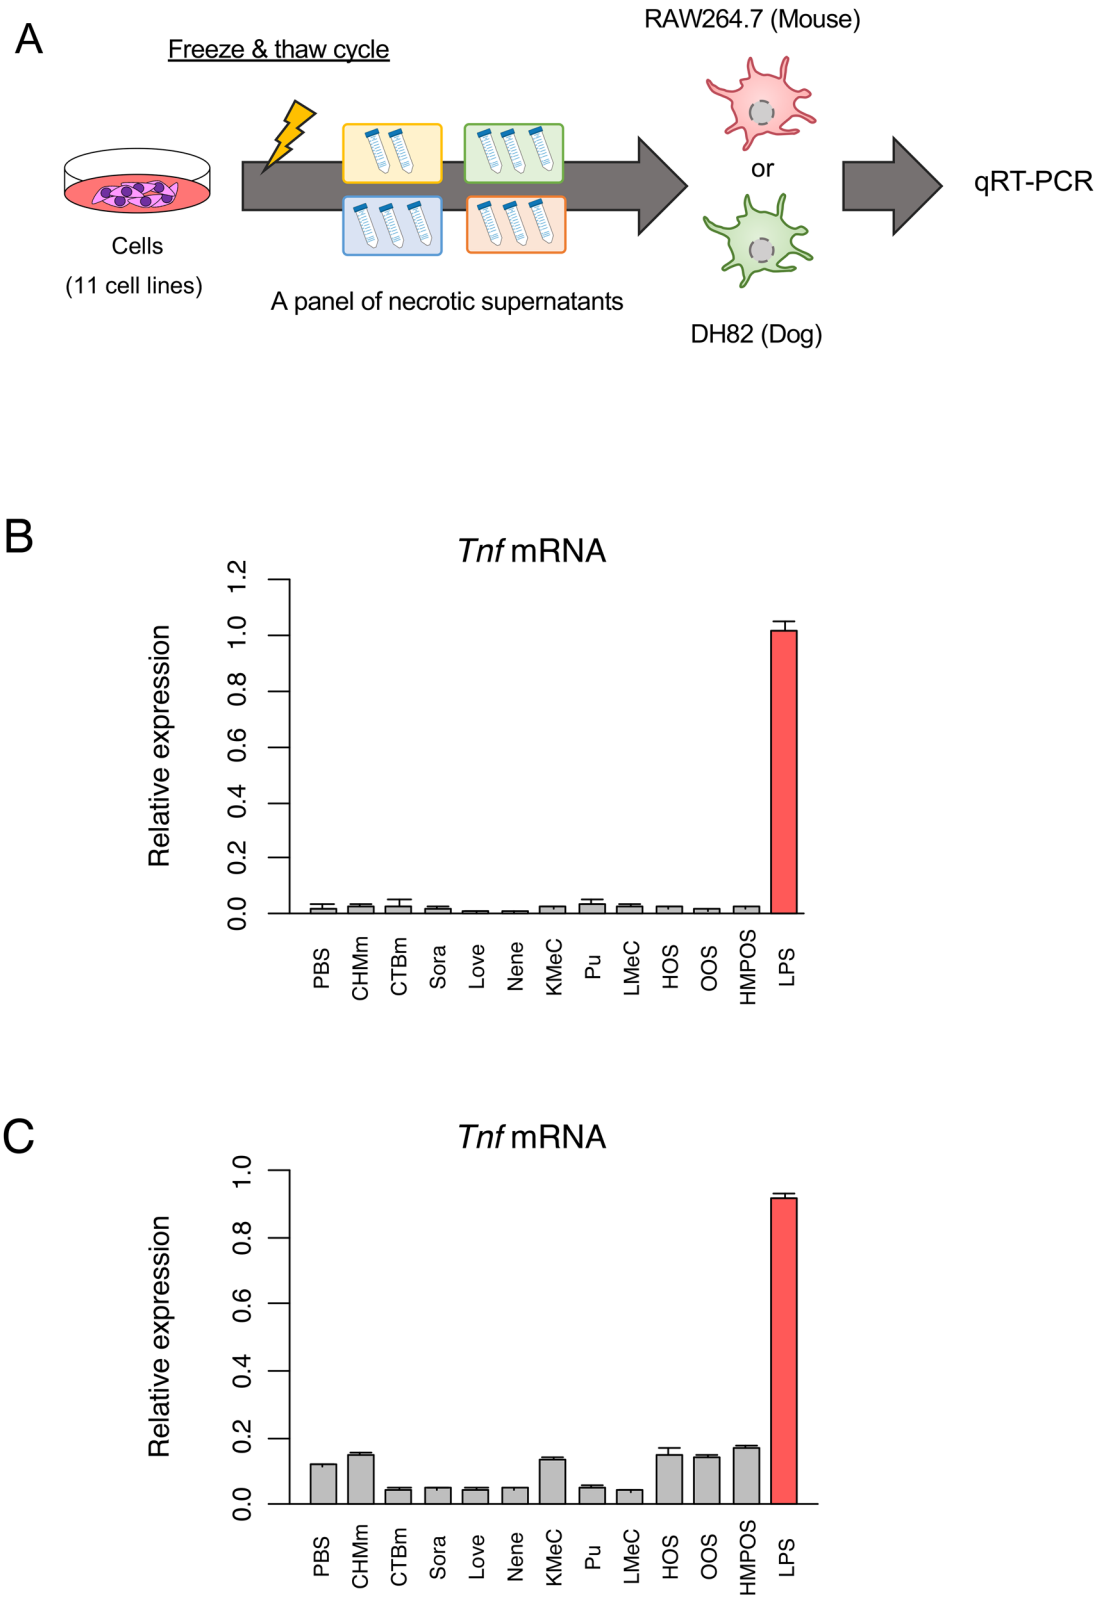 A
Freeze & thaw cycle
RAW264.7 (Mouse)
or
qRT-PCR
Cells
(11 cell lines)
A panel of necrotic supernatants
DH82 (Dog)
B
Tnf mRNA
Relative expression
1.2
1.0
0.8
0.6
0.4
0.2
0.0
PBS
CHMm
CTBm
Sora
Love
Nene
KMeC
Pu
LMeC
HOS
OOS
HMPOS
LPS
C
Tnf mRNA
Relative expression
1.0
0.8
0.6
0.4
0.2
0.0
PBS
CHMm
CTBm
Sora
Love
Nene
KMeC
Pu
LMeC
HOS
OOS
HMPOS
LPS